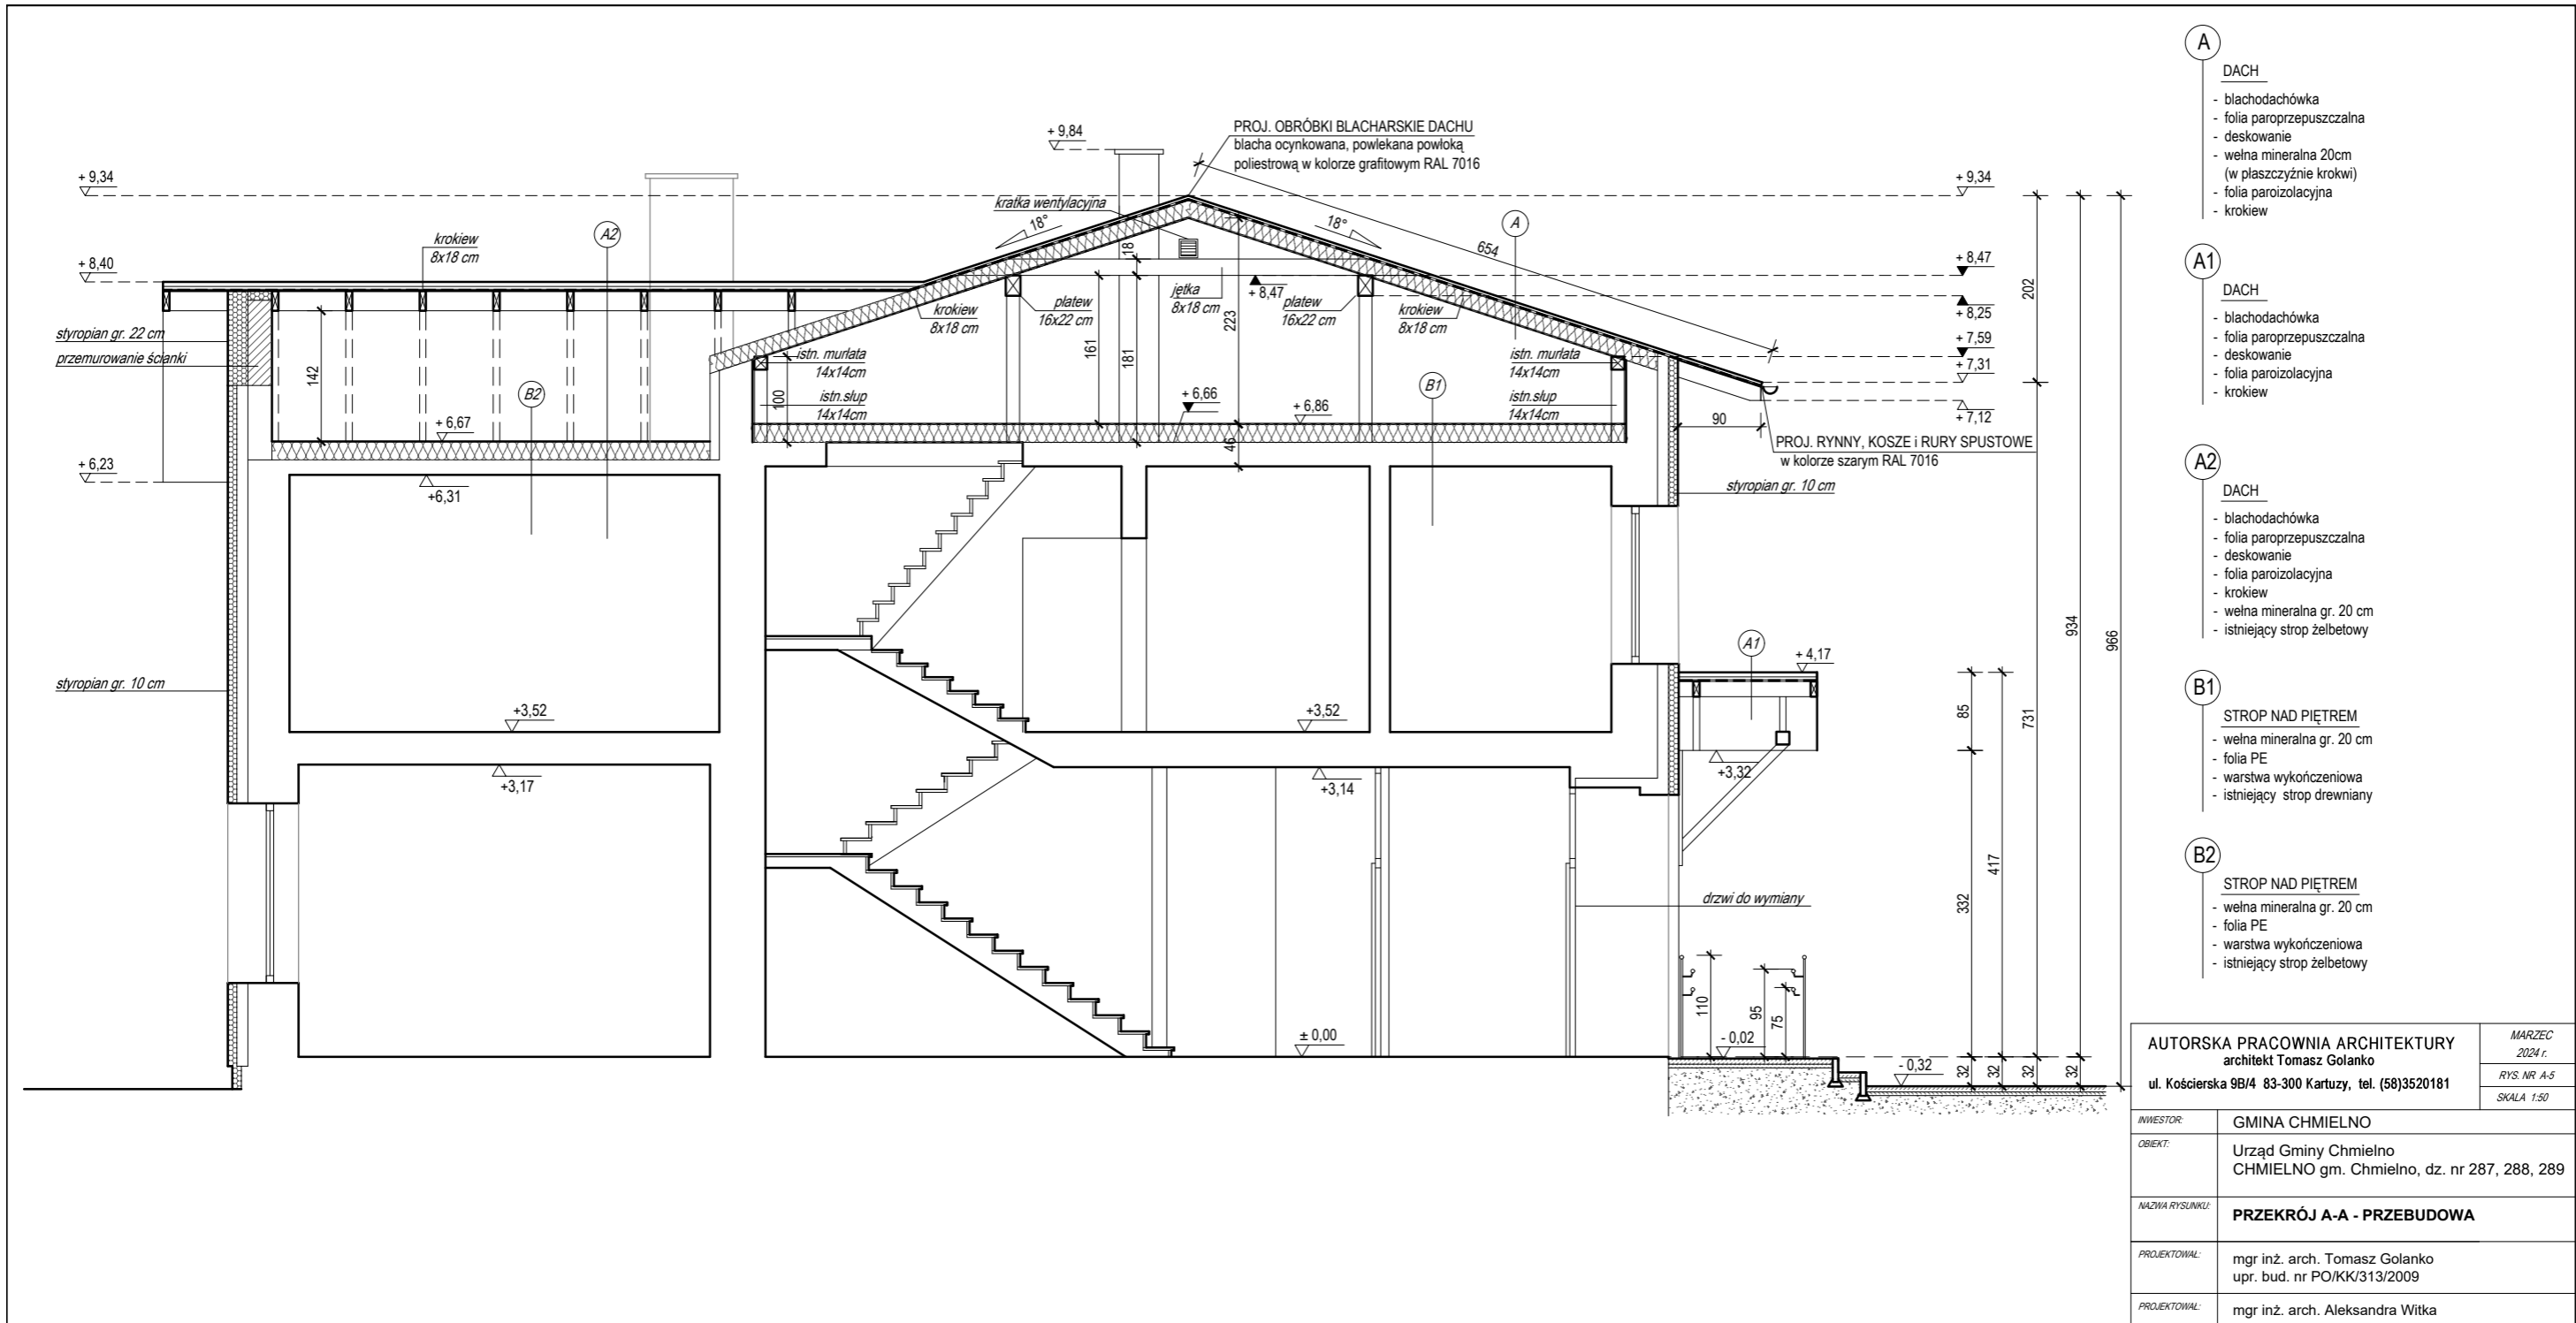 + 9,34
+ 8,40
styropian gr. 22 cm
przemurowanie ścianki
+ 6,23
styropian gr. 10 cm
krokiew
8x18 cm
A2
142
B2
+ 6,67
+6,31
+3,52
+3,17
+ 9,84
PROJ. OBRÓBKI BLACHARSKIE DACHU
blacha ocynkowana, powlekana powłoką
poliestrową w kolorze grafitowym RAL 7016
kratka wentylacyjna
18°
18°
A
654
18
krokiew
8x18 cm
płatew
16x22 cm
jętka
8x18 cm
+ 8,47
płatew
16x22 cm
krokiew
8x18 cm
223
161
181
istn. murłata
14x14cm
100
istn.słup
14x14cm
+ 6,66
+ 6,86
46
B1
istn. murłata
14x14cm
istn.słup
14x14cm
+ 9,34
+ 8,47
+ 8,25
+ 7,59
+ 7,31
+ 7,12
90
PROJ. RYNNY, KOSZE i RURY SPUSTOWE
w kolorze szarym RAL 7016
styropian gr. 10 cm
202
934
966
731
A1
+ 4,17
85
+3,32
417
332
+3,52
+3,14
drzwi do wymiany
110
95
75
± 0,00
- 0,02
- 0,32
32
32
32
32
A
DACH
- blachodachówka
- folia paroprzepuszczalna
- deskowanie
- wełna mineralna 20cm
(w płaszczyźnie krokwi)
- folia paroizolacyjna
- krokiew
A1
DACH
- blachodachówka
- folia paroprzepuszczalna
- deskowanie
- folia paroizolacyjna
- krokiew
A2
DACH
- blachodachówka
- folia paroprzepuszczalna
- deskowanie
- folia paroizolacyjna
- krokiew
- wełna mineralna gr. 20 cm
- istniejący strop żelbetowy
B1
STROP NAD PIĘTREM
- wełna mineralna gr. 20 cm
- folia PE
- warstwa wykończeniowa
- istniejący strop drewniany
B2
STROP NAD PIĘTREM
- wełna mineralna gr. 20 cm
- folia PE
- warstwa wykończeniowa
- istniejący strop żelbetowy
AUTORSKA PRACOWNIA ARCHITEKTURY
architekt Tomasz Golanko
ul. Kościerska 9B/4 83-300 Kartuzy, tel. (58)3520181
MARZEC
2024 r.
RYS. NR A-5
SKALA 1:50
INWESTOR:
GMINA CHMIELNO
OBIEKT:
Urząd Gminy Chmielno
CHMIELNO gm. Chmielno, dz. nr 287, 288, 289
NAZWA RYSUNKU:
PRZEKRÓJ A-A - PRZEBUDOWA
PROJEKTOWAŁ:
mgr inż. arch. Tomasz Golanko
upr. bud. nr PO/KK/313/2009
PROJEKTOWAŁ:
mgr inż. arch. Aleksandra Witka